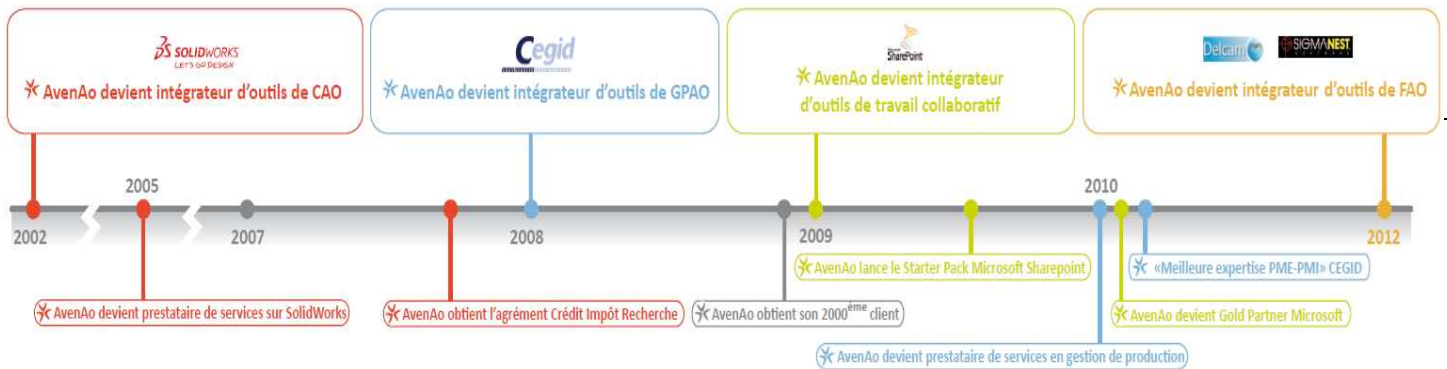 SOLIDWORKS
LET'S GO DESIGN
AvenAo devient intégrateur d'outils de CAO
Cegid
AvenAo devient intégrateur d'outils de GPAO
SharePoint
AvenAo devient intégrateur
d'outils de travail collaboratif
Delcam
SIGMANEST
AvenAo devient intégrateur d'outils de FAO
2005
2010
2002
2007
2008
2009
2012
AvenAo lance le Starter Pack Microsoft Sharepoint
«Meilleure expertise PME-PMI» CEGID
AvenAo devient prestataire de services sur SolidWorks
AvenAo obtient l'agrément Crédit Impôt Recherche
AvenAo obtient son 2000ème client
AvenAo devient Gold Partner Microsoft
AvenAo devient prestataire de services en gestion de production